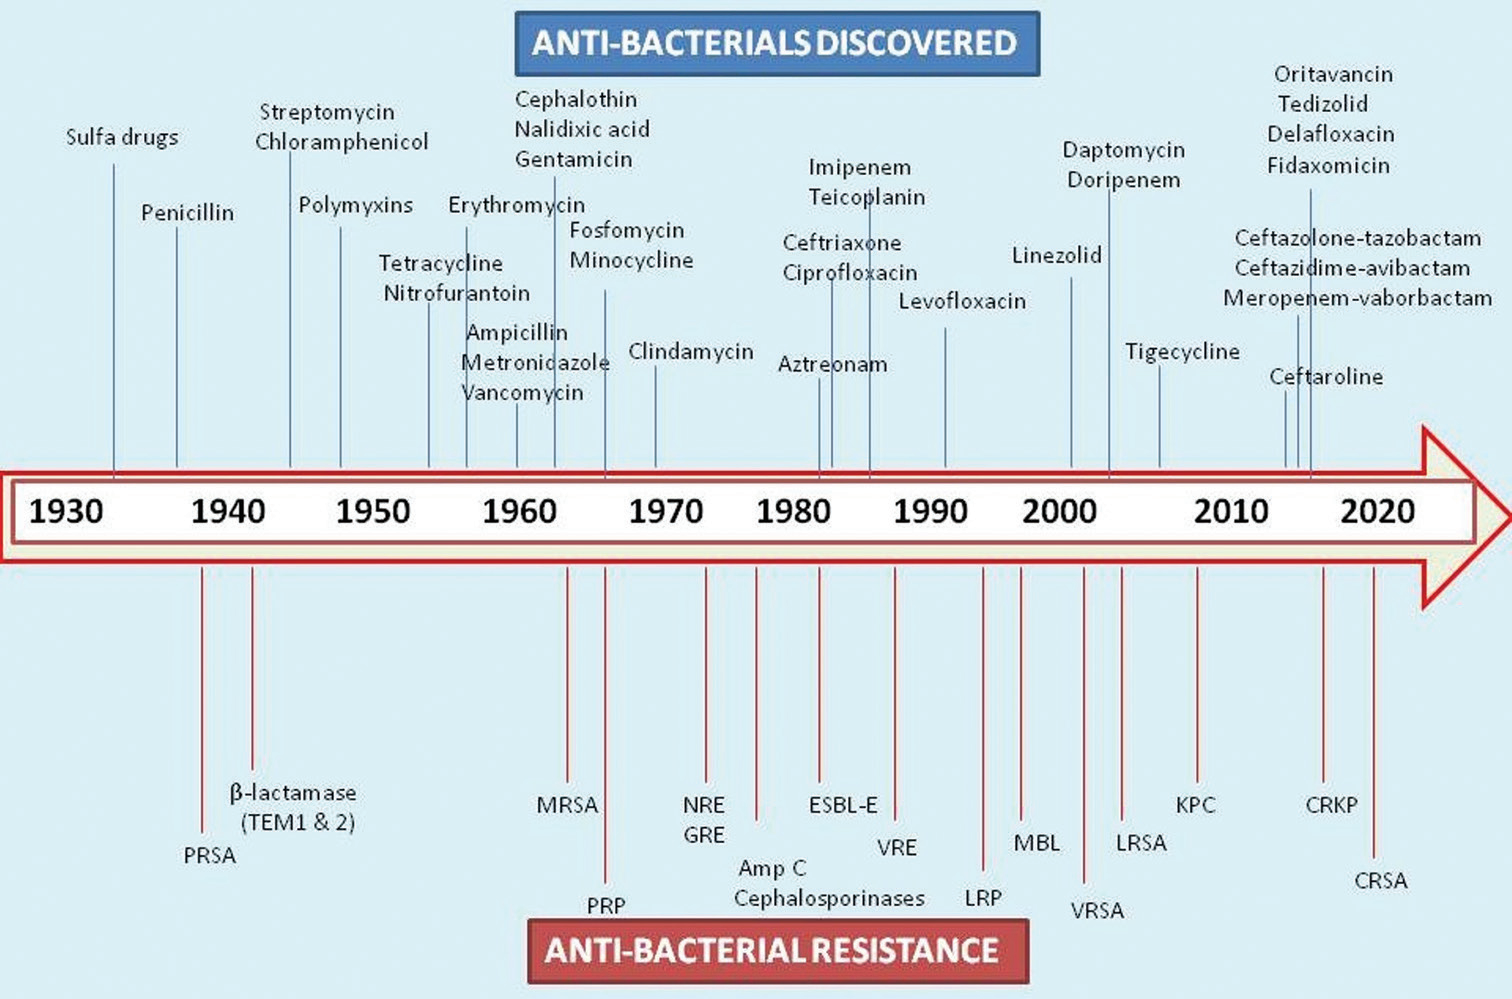 ANTI-BACTERIALS DISCOVERED
Sulfa drugs
Penicillin
Streptomycin
Chloramphenicol
Polymyxins
Tetracycline
Nitrofurantoin
Erythromycin
Ampicillin
Metronidazole
Vancomycin
Cephalothin
Nalidixic acid
Gentamicin
Fosfomycin
Minocycline
Clindamycin
Aztreonam
Ceftriaxone
Ciprofloxacin
Imipenem
Teicoplanin
Levofloxacin
Linezolid
Daptomycin
Doripenem
Tigecycline
Ceftaroline
Ceftazolone-tazobactam
Ceftazidime-avibactam
Meropenem-vaborbactam
Oritavancin
Tedizolid
Delafloxacin
Fidaxomicin
1930 1940 1950 1960 1970 1980 1990 2000 2010 2020
PRSA
β-lactamase
(TEM1 & 2)
MRSA
PRP
NRE
GRE
Amp C
Cephalosporinases
ESBL-E
VRE
LRP
MBL
VRSA
LRSA
KPC
CRKP
CRSA
ANTI-BACTERIAL RESISTANCE